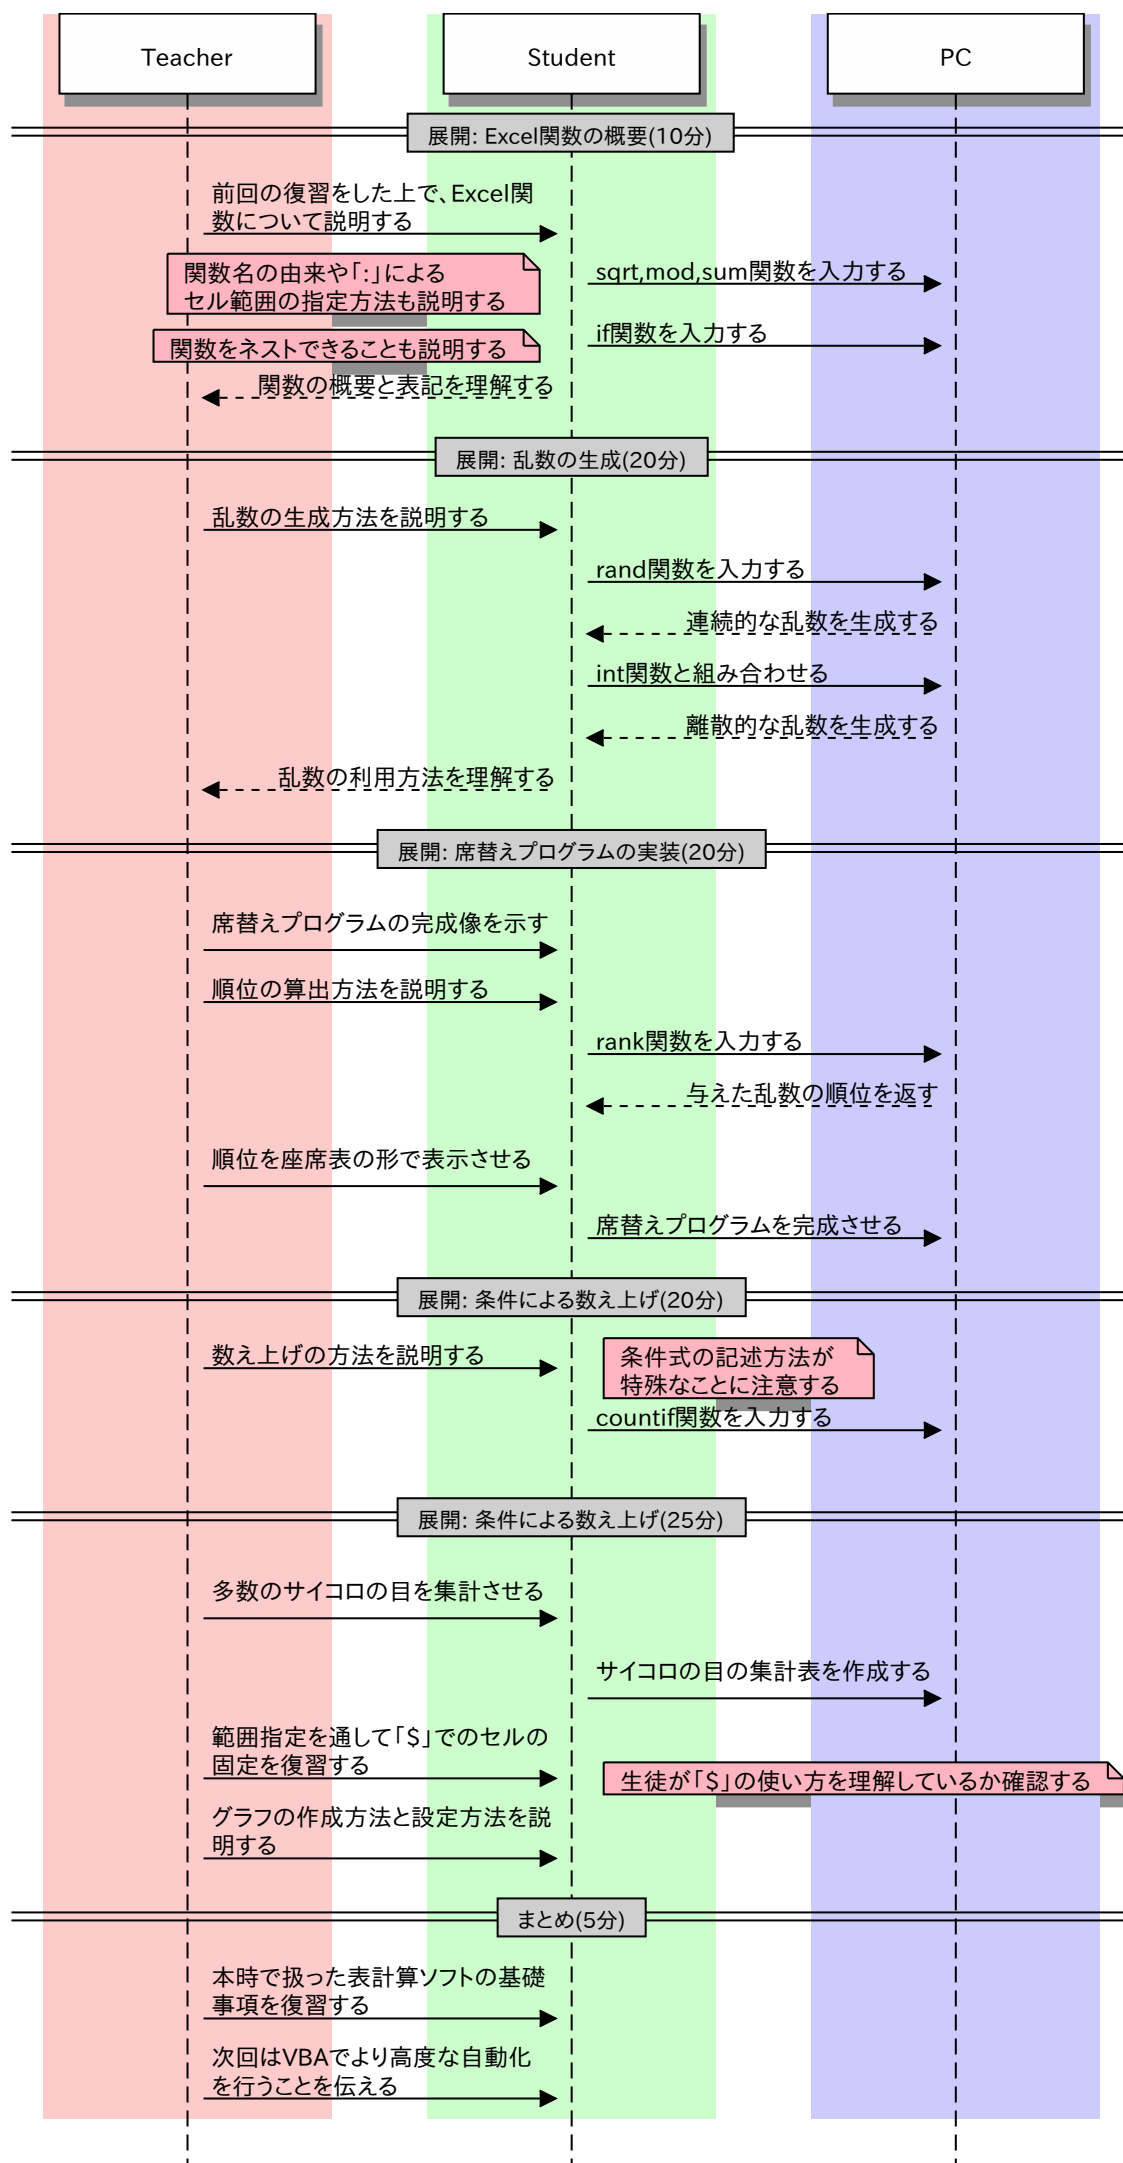 Teacher
Student
PC
展開: Excel関数の概要(10分)
前回の復習をした上で、Excel関
数について説明する
関数名の由来や「:」による
セル範囲の指定方法も説明する
sqrt,mod,sum関数を入力する
関数をネストできることも説明する
if関数を入力する
関数の概要と表記を理解する
展開: 乱数の生成(20分)
乱数の生成方法を説明する
rand関数を入力する
連続的な乱数を生成する
int関数と組み合わせる
離散的な乱数を生成する
乱数の利用方法を理解する
展開: 席替えプログラムの実装(20分)
席替えプログラムの完成像を示す
順位の算出方法を説明する
rank関数を入力する
与えた乱数の順位を返す
順位を座席表の形で表示させる
席替えプログラムを完成させる
展開: 条件による数え上げ(20分)
数え上げの方法を説明する
条件式の記述方法が
特殊なことに注意する
countif関数を入力する
展開: 条件による数え上げ(25分)
多数のサイコロの目を集計させる
サイコロの目の集計表を作成する
範囲指定を通して「$」でのセルの
固定を復習する
生徒が「$」の使い方を理解しているか確認する
グラフの作成方法と設定方法を説
明する
まとめ(5分)
本時で扱った表計算ソフトの基礎
事項を復習する
次回はVBAでより高度な自動化
を行うことを伝える